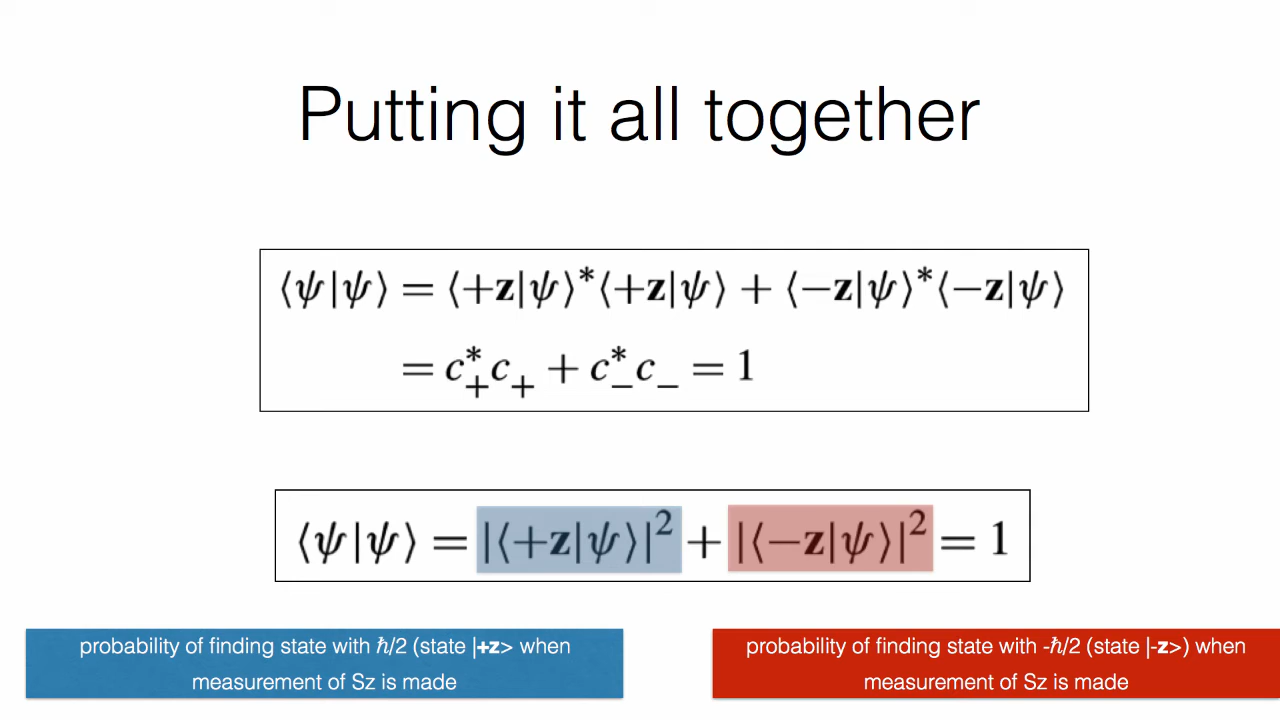 Putting it all together
⟨ψ|ψ⟩ = ⟨+z|ψ⟩*⟨+z|ψ⟩ + ⟨−z|ψ⟩*⟨−z|ψ⟩
= c₊*c₊ + c₋*c₋ = 1
⟨ψ|ψ⟩ = |⟨+z|ψ⟩|² + |⟨−z|ψ⟩|² = 1
probability of finding state with ℏ/2 (state |+z> when
measurement of Sz is made
probability of finding state with -ℏ/2 (state |-z>) when
measurement of Sz is made